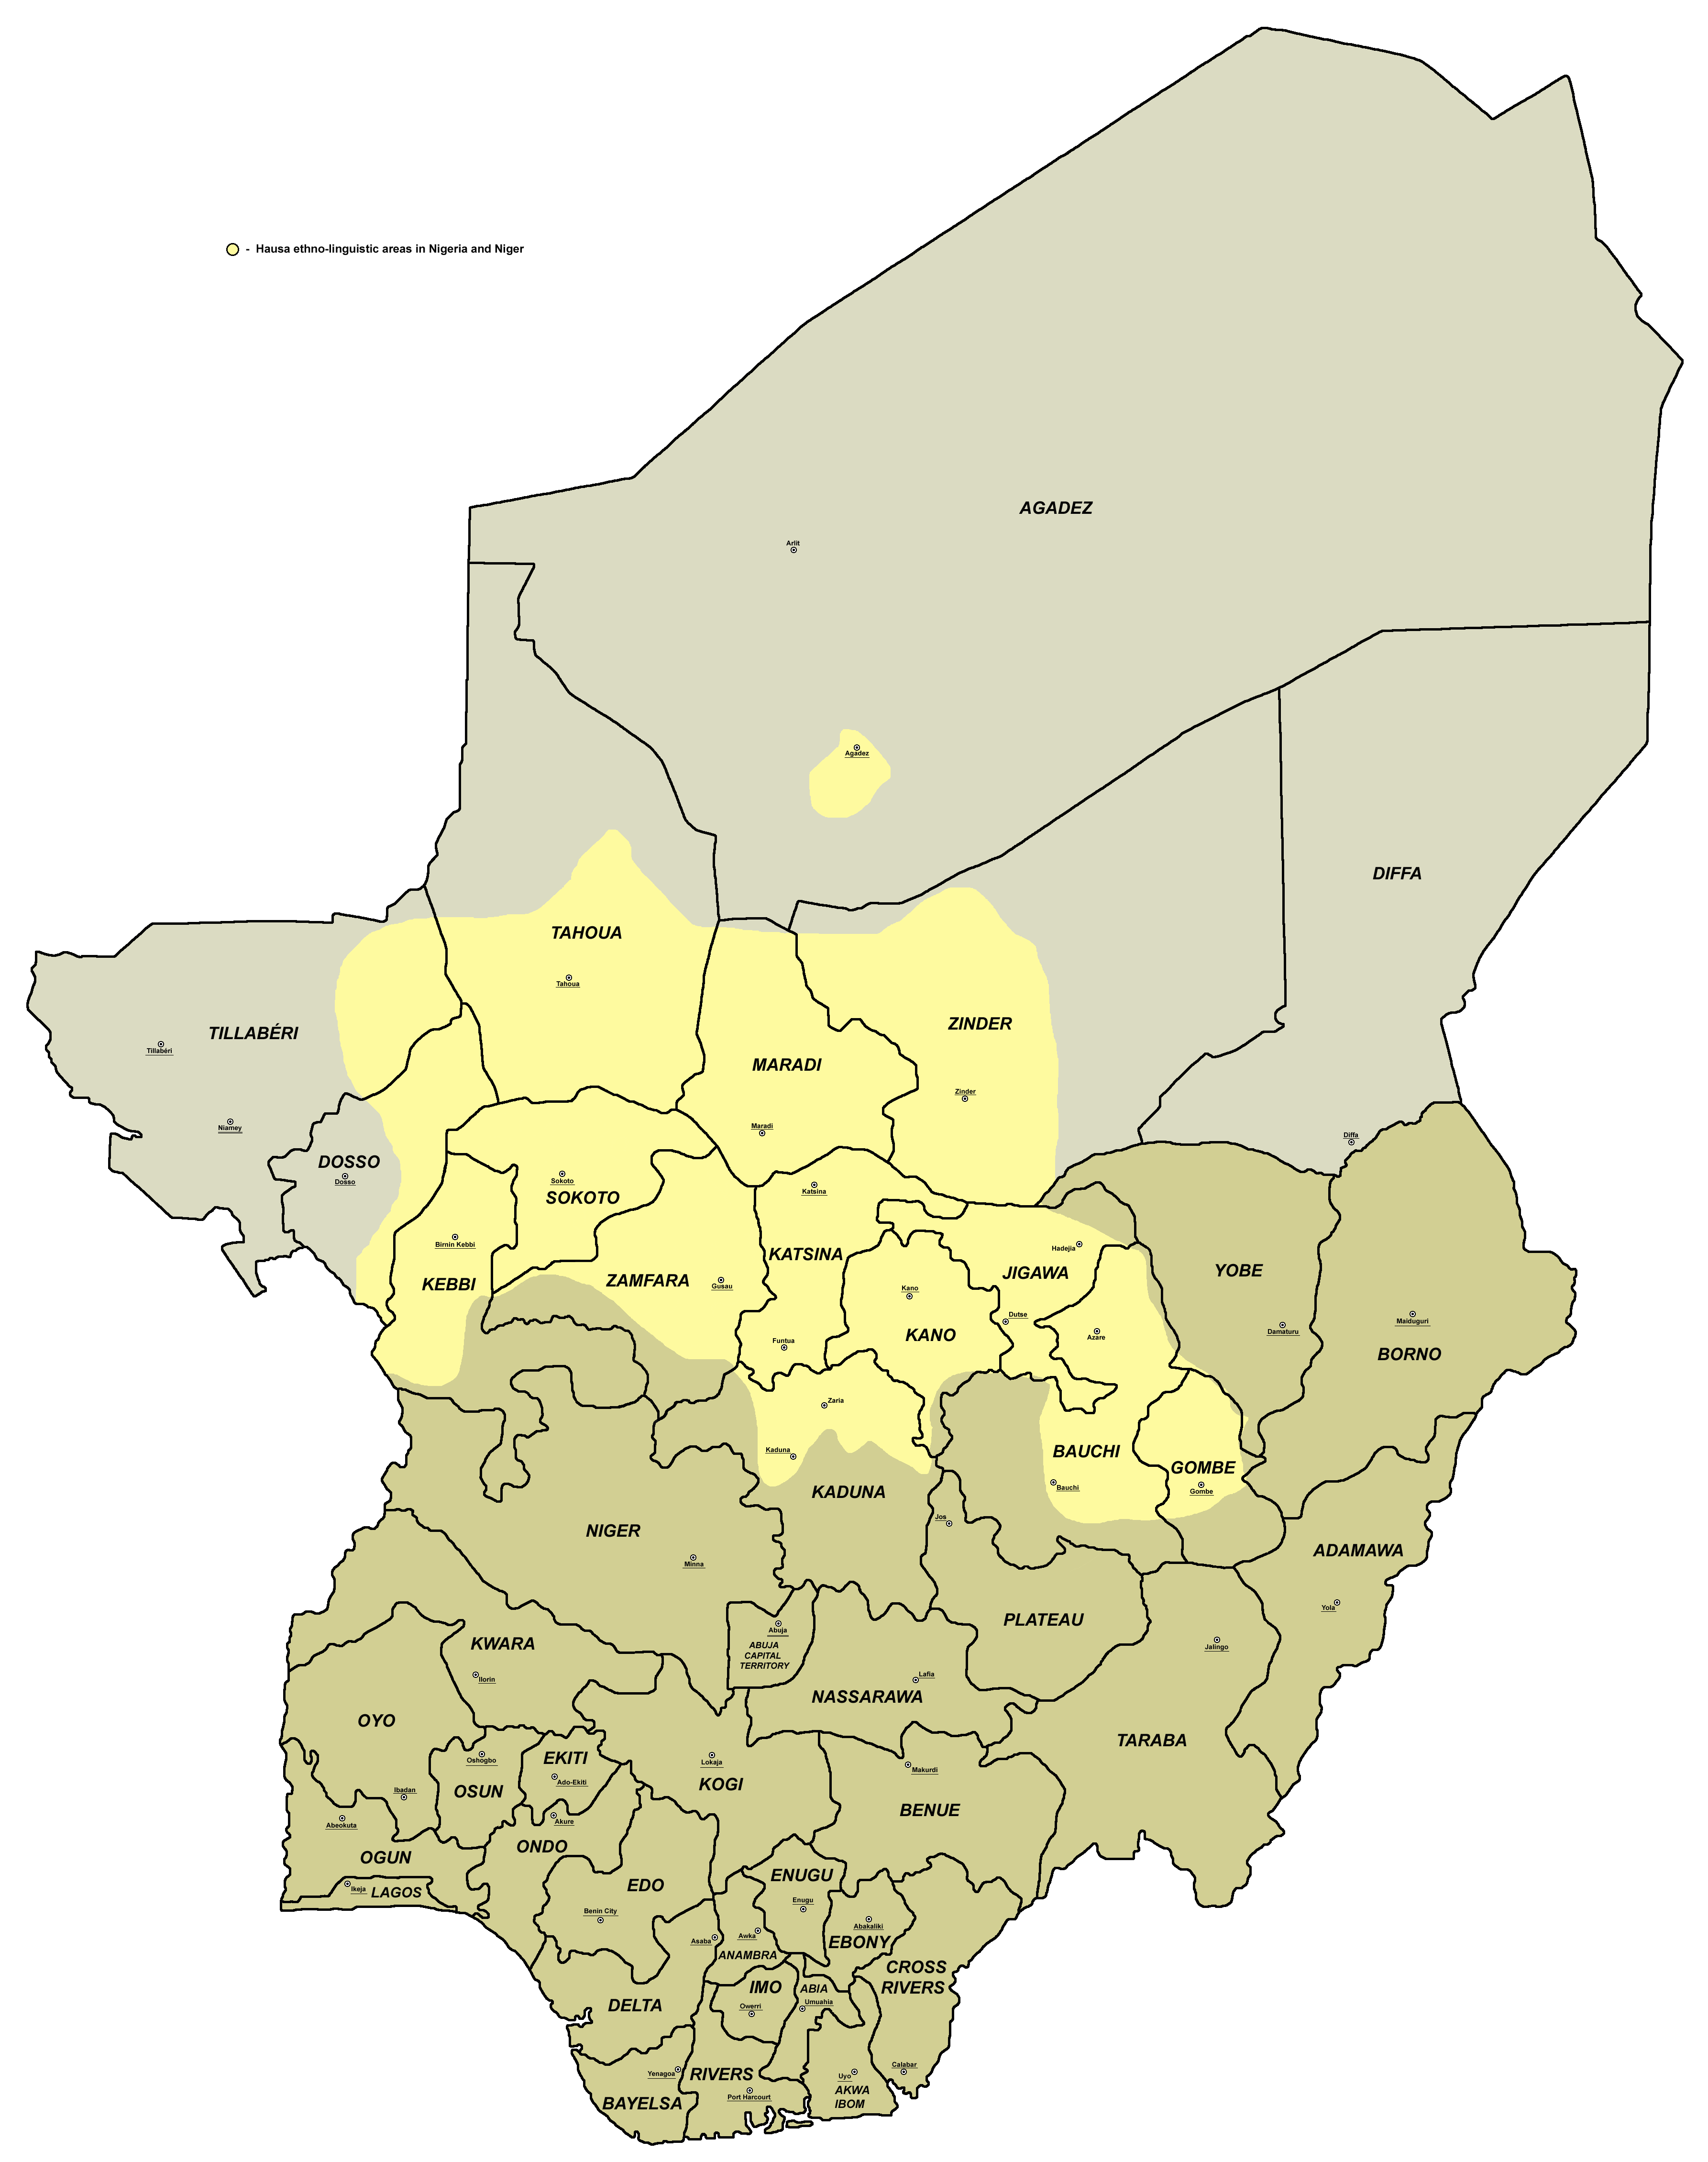 - Hausa ethno-linguistic areas in Nigeria and Niger
AGADEZ
Arlit
Agadez
DIFFA
TAHOUA
Tahoua
ZINDER
TILLABÉRI
Tillabéri
MARADI
Zinder
Niamey
Maradi
Diffa
DOSSO
Dosso
Sokoto
SOKOTO
Katsina
Birnin Kebbi
KATSINA
Hadejia
JIGAWA
YOBE
KEBBI
ZAMFARA
Gusau
Kano
KANO
Dutse
Azare
Damaturu
Maiduguri
BORNO
Funtua
Zaria
Kaduna
BAUCHI
GOMBE
Bauchi
Gombe
KADUNA
Jos
NIGER
Minna
ADAMAWA
Yola
PLATEAU
Abuja
ABUJA
CAPITAL
TERRITORY
Jalingo
KWARA
Ilorin
Lafia
NASSARAWA
OYO
TARABA
Oshogbo
EKITI
Ado-Ekiti
OSUN
Lokaja
KOGI
Makurdi
BENUE
Ibadan
Abeokuta
Akure
ONDO
OGUN
Ikeja
LAGOS
EDO
Benin City
ENUGU
Enugu
Abakaliki
EBONY
Asaba
Awka
ANAMBRA
CROSS
RIVERS
IMO
Owerri
ABIA
Umuahia
DELTA
Yenagoa
RIVERS
Port Harcourt
BAYELSA
Uyo
AKWA
IBOM
Calabar